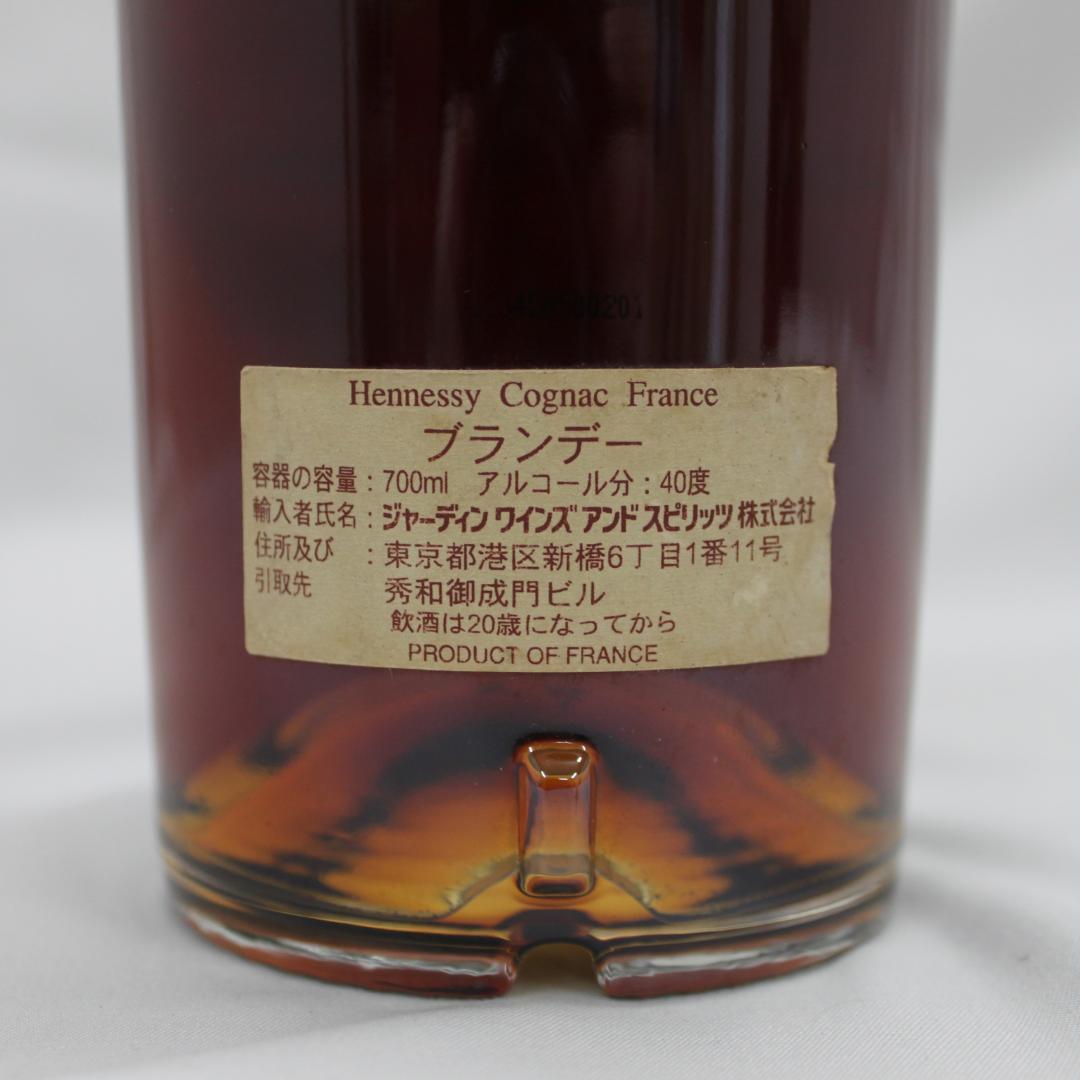 Hennessy Cognac France
ブランデー
容器の容量：700ml アルコール分：40度
輸入者氏名：ジャーディン ワインズ アンド スピリッツ 株式会社
住所及び ：東京都港区新橋6丁目1番11号
引取先 秀和御成門ビル
飲酒は20歳になってから
PRODUCT OF FRANCE